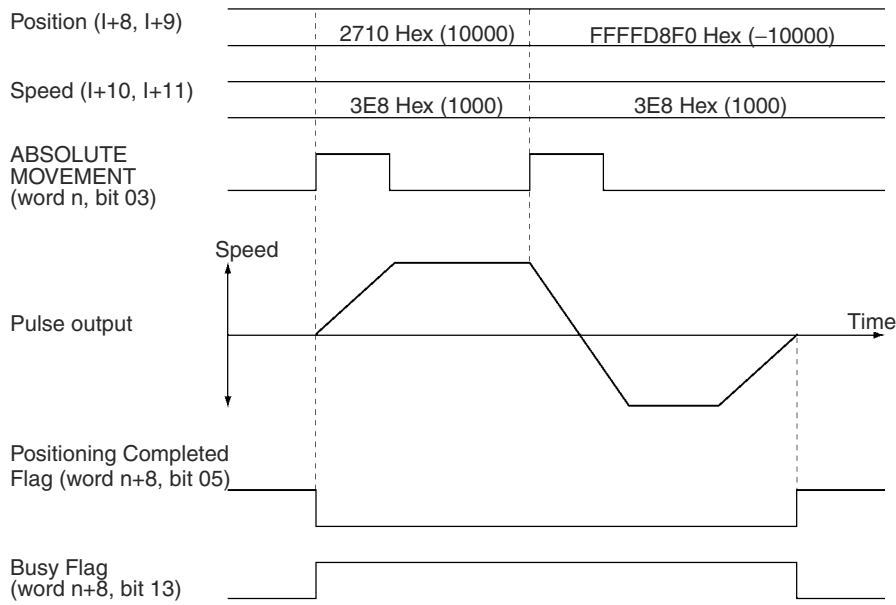 Position (I+8, I+9)
2710 Hex (10000)
FFFFD8F0 Hex (−10000)
Speed (I+10, I+11)
3E8 Hex (1000)
3E8 Hex (1000)
ABSOLUTE
MOVEMENT
(word n, bit 03)
Speed
Pulse output
Time
Positioning Completed
Flag (word n+8, bit 05)
Busy Flag
(word n+8, bit 13)